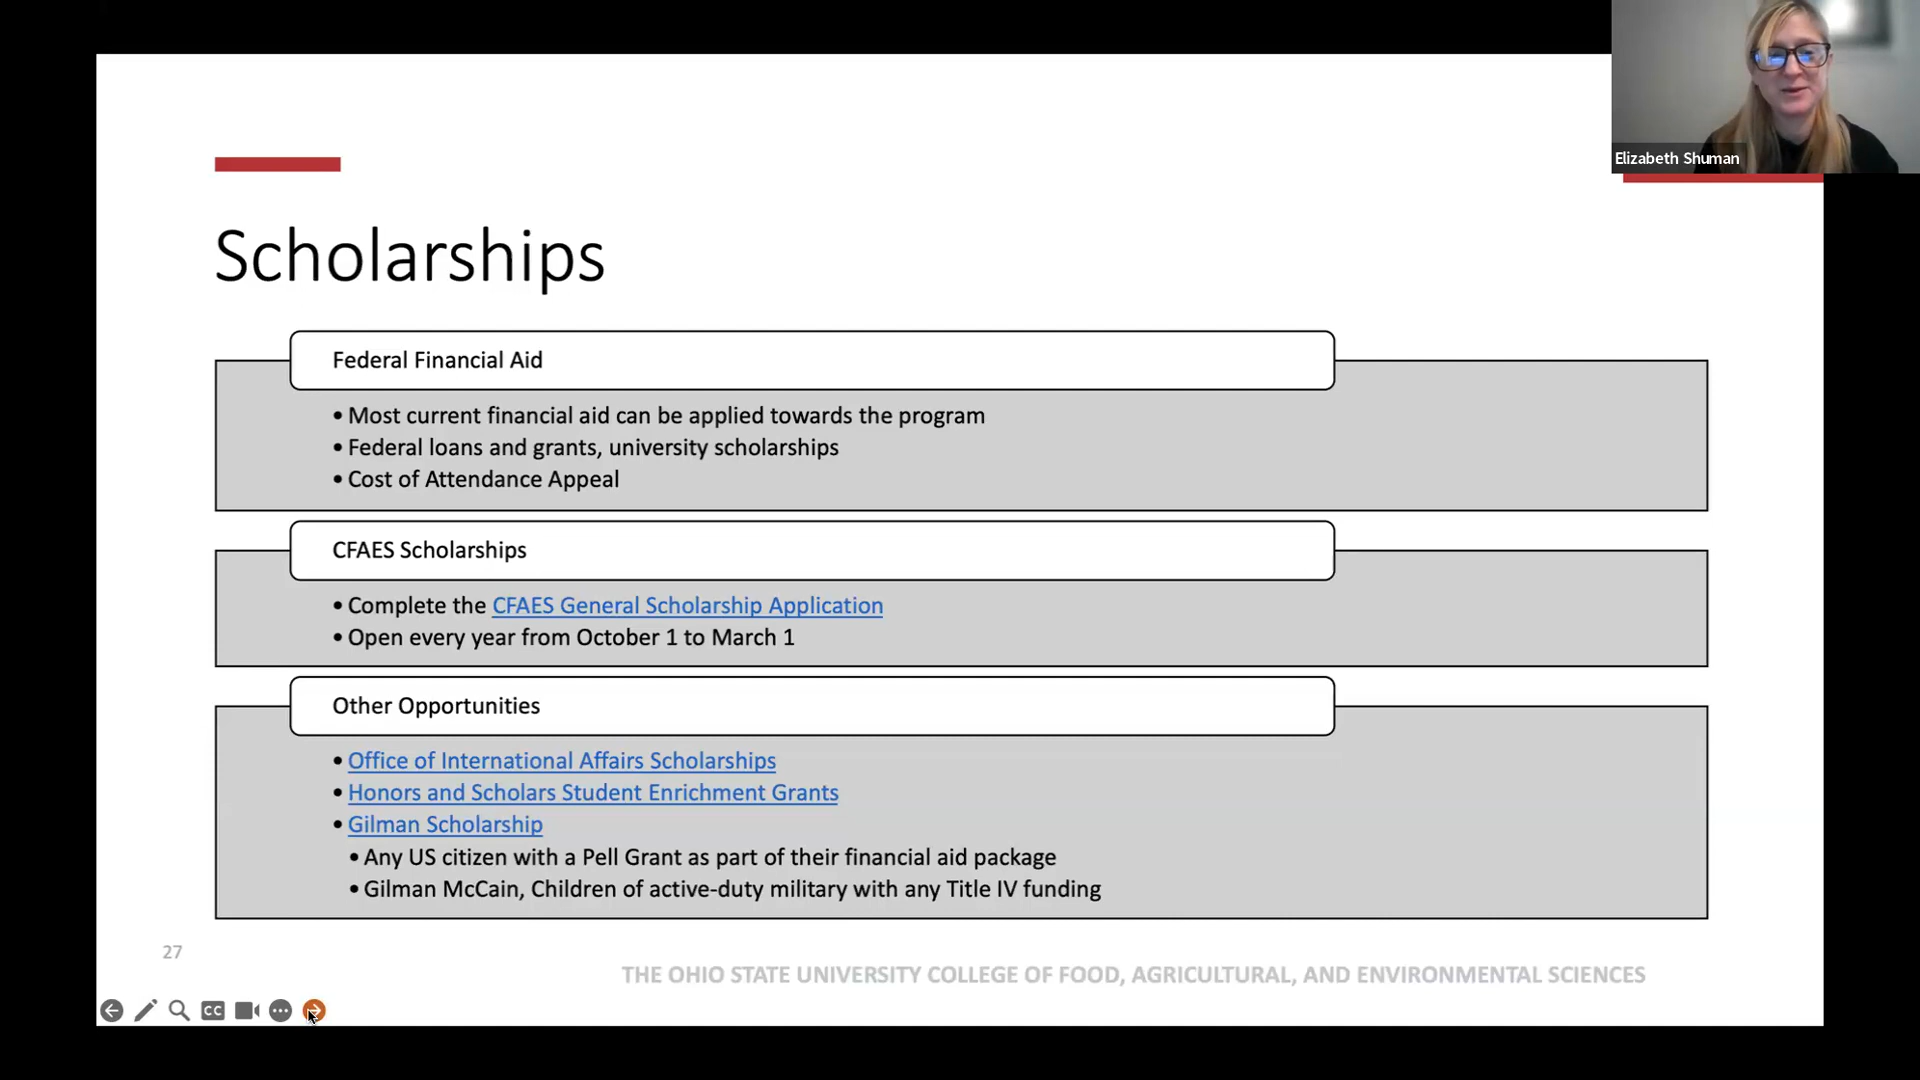 Elizabeth Shuman
Scholarships
Federal Financial Aid
• Most current financial aid can be applied towards the program
• Federal loans and grants, university scholarships
• Cost of Attendance Appeal
CFAES Scholarships
• Complete the CFAES General Scholarship Application
• Open every year from October 1 to March 1
Other Opportunities
• Office of International Affairs Scholarships
• Honors and Scholars Student Enrichment Grants
• Gilman Scholarship
• Any US citizen with a Pell Grant as part of their financial aid package
• Gilman McCain, Children of active-duty military with any Title IV funding
27
THE OHIO STATE UNIVERSITY COLLEGE OF FOOD, AGRICULTURAL, AND ENVIRONMENTAL SCIENCES
CC